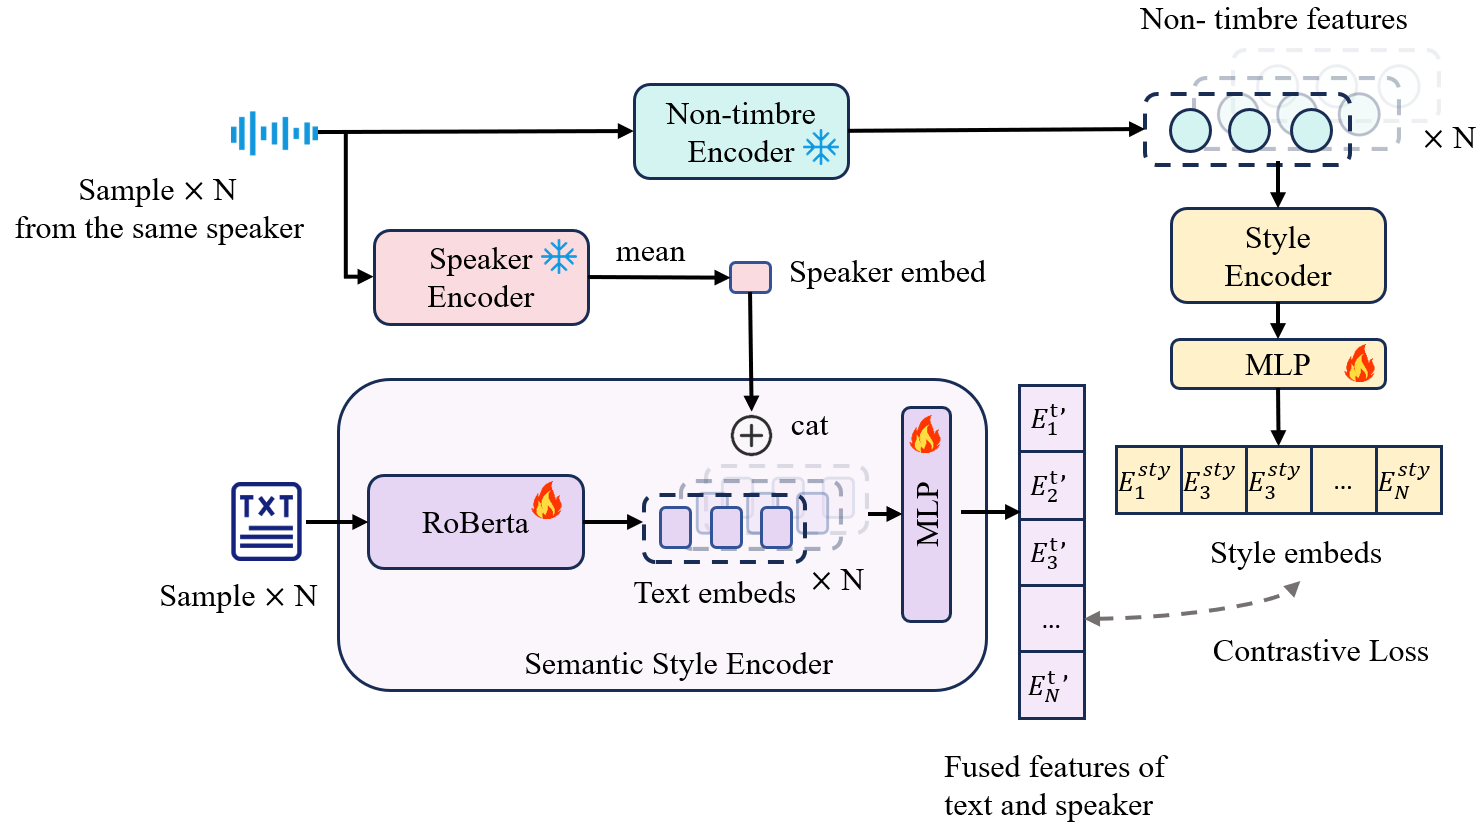 Non- timbre features
Non-timbre
Encoder
× N
Sample × N
from the same speaker
Speaker
Encoder
mean
Speaker embed
Style
Encoder
MLP
cat
E_1^{t'}
E_2^{t'}
E_3^{t'}
...
E_N^{t'}
E_1^{sty} E_3^{sty} E_3^{sty} ... E_N^{sty}
TXT
RoBerta
MLP
Style embeds
Sample × N
Text embeds
× N
Semantic Style Encoder
Contrastive Loss
Fused features of
text and speaker